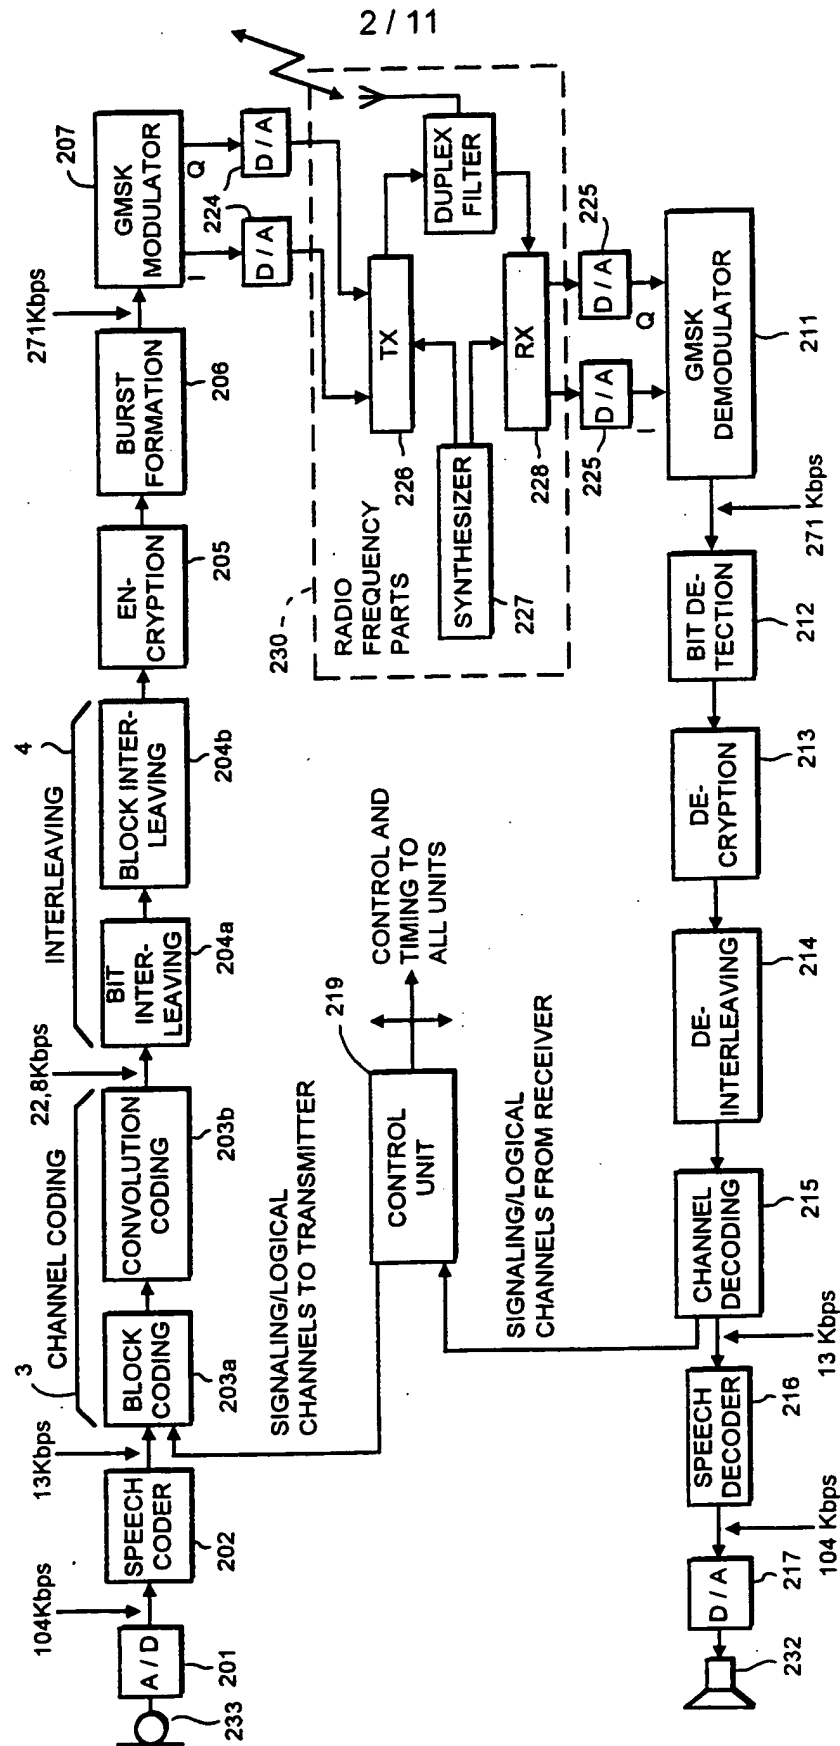 2 / 11
233
A / D
201
104Kbps
SPEECH
CODER
202
13Kbps
3
CHANNEL CODING
BLOCK
CODING
203a
CONVOLUTION
CODING
203b
22,8Kbps
4
INTERLEAVING
BIT
INTER-
LEAVING
204a
BLOCK INTER-
LEAVING
204b
EN-
CRYPTION
205
BURST
FORMATION
206
271Kbps
GMSK
MODULATOR
207
I
Q
224
D / A
D / A
230
RADIO
FREQUENCY
PARTS
TX
226
DUPLEX
FILTER
SYNTHESIZER
227
RX
228
SIGNALING/LOGICAL
CHANNELS TO TRANSMITTER
CONTROL
UNIT
219
CONTROL AND
TIMING TO
ALL UNITS
SIGNALING/LOGICAL
CHANNELS FROM RECEIVER
D / A
225
D / A
225
I
Q
GMSK
DEMODULATOR
211
271 Kbps
BIT DE-
TECTION
212
DE-
CRYPTION
213
DE-
INTERLEAVING
214
CHANNEL
DECODING
215
13 Kbps
SPEECH
DECODER
216
104 Kbps
D / A
217
232